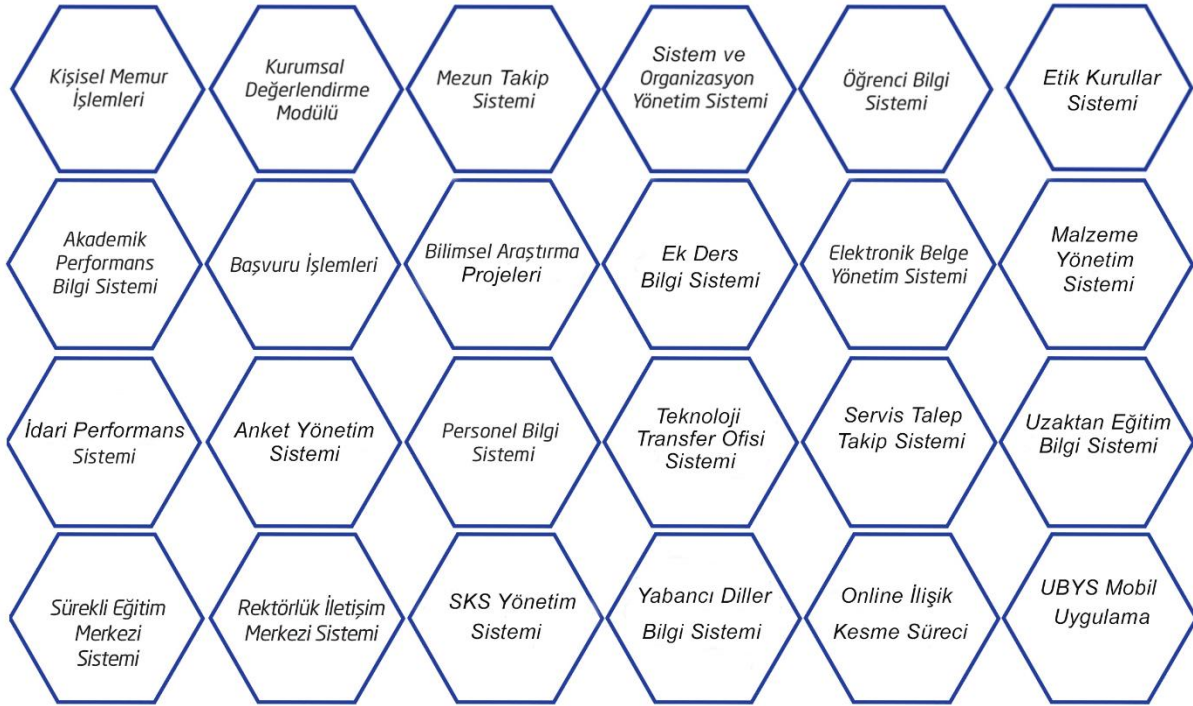 Kişisel Memur
İşlemleri
Kurumsal
Değerlendirme
Modülü
Mezun Takip
Sistemi
Sistem ve
Organizasyon
Yönetim Sistemi
Öğrenci Bilgi
Sistemi
Etik Kurullar
Sistemi
Akademik
Performans
Bilgi Sistemi
Başvuru İşlemleri
Bilimsel Araştırma
Projeleri
Ek Ders
Bilgi Sistemi
Elektronik Belge
Yönetim Sistemi
Malzeme
Yönetim
Sistemi
İdari Performans
Sistemi
Anket Yönetim
Sistemi
Personel Bilgi
Sistemi
Teknoloji
Transfer Ofisi
Sistemi
Servis Talep
Takip Sistemi
Uzaktan Eğitim
Bilgi Sistemi
Sürekli Eğitim
Merkezi
Sistemi
Rektörlük İletişim
Merkezi Sistemi
SKS Yönetim
Sistemi
Yabancı Diller
Bilgi Sistemi
Online İlişik
Kesme Süreci
UBYS Mobil
Uygulama